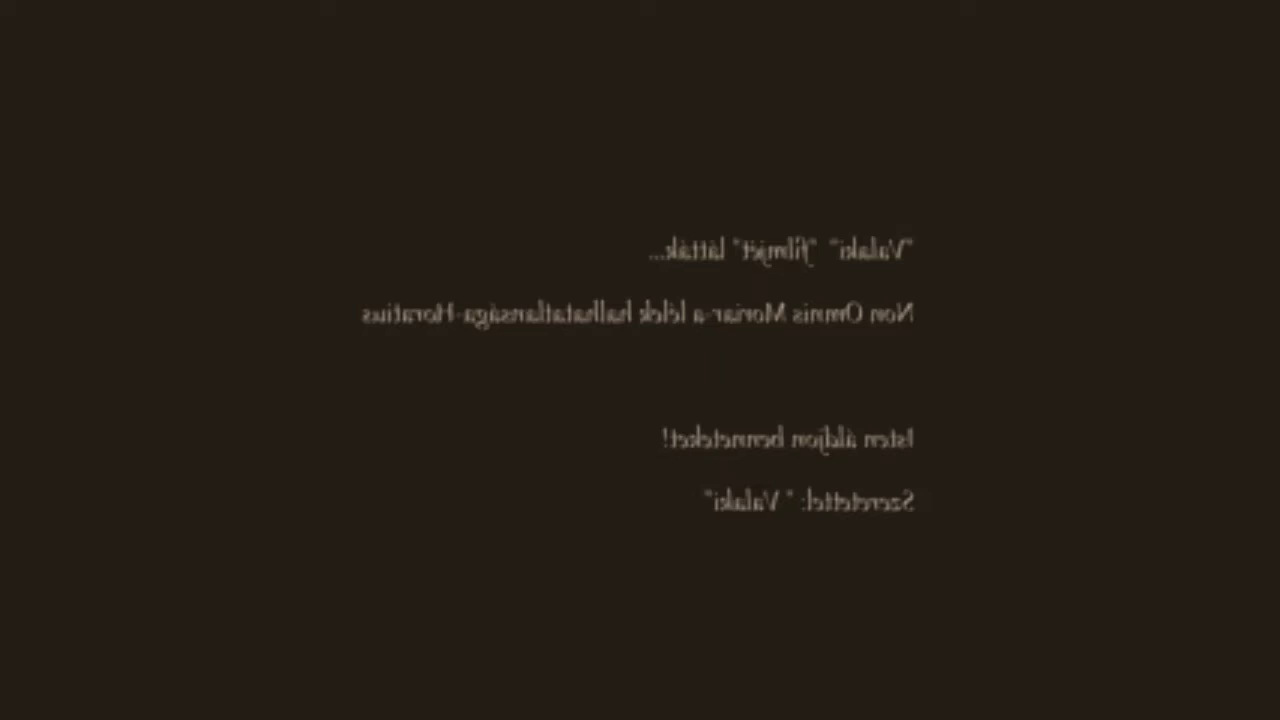 "Valaki" "filmjét" látták...
Non Omnis Moriar-a lélek halhatatlansága-Horatius
Isten áldjon benneteket!
Szeretettel: " Valaki"